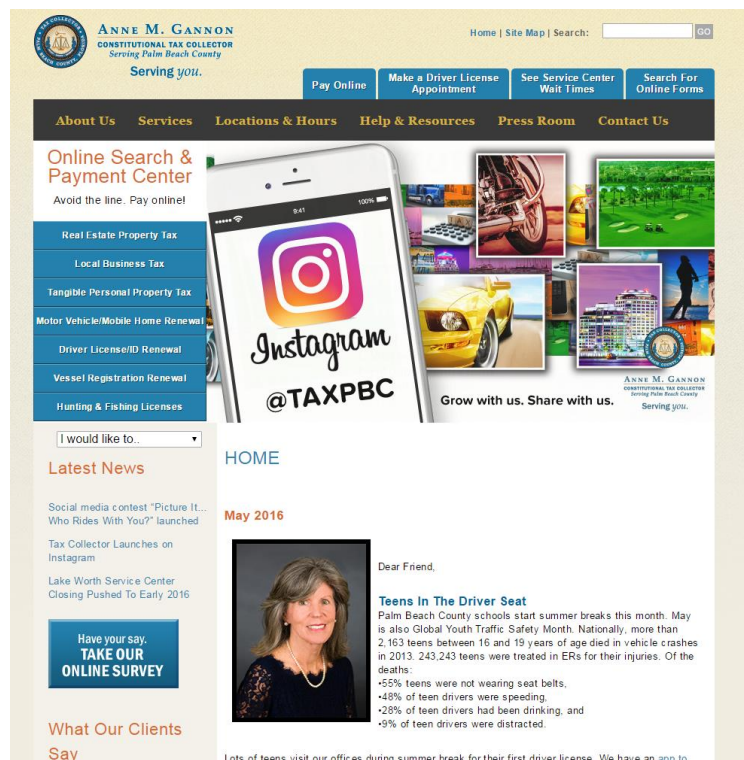 ANNE M. GANNON
CONSTITUTIONAL TAX COLLECTOR
Serving Palm Beach County
Serving you.
Home | Site Map | Search:
GO
Pay Online
Make a Driver License
Appointment
See Service Center
Wait Times
Search For
Online Forms
About Us
Services
Locations & Hours
Help & Resources
Press Room
Contact Us
Online Search &
Payment Center
Avoid the line. Pay online!
Real Estate Property Tax
Local Business Tax
Tangible Personal Property Tax
Motor Vehicle/Mobile Home Renewal
Driver License/ID Renewal
Vessel Registration Renewal
Hunting & Fishing Licenses
9:41
100%
Instagram
@TAXPBC
Grow with us. Share with us.
ANNE M. GANNON
CONSTITUTIONAL TAX COLLECTOR
Serving Palm Beach County
Serving you.
I would like to..
Latest News
Social media contest “Picture It...
Who Rides With You?” launched
Tax Collector Launches on
Instagram
Lake Worth Service Center
Closing Pushed To Early 2016
Have your say.
TAKE OUR
ONLINE SURVEY
What Our Clients
Say
HOME
May 2016
Dear Friend,
Teens In The Driver Seat
Palm Beach County schools start summer breaks this month. May
is also Global Youth Traffic Safety Month. Nationally, more than
2,163 teens between 16 and 19 years of age died in vehicle crashes
in 2013. 243,243 teens were treated in ERs for their injuries. Of the
deaths:
•55% teens were not wearing seat belts,
•48% of teen drivers were speeding,
•28% of teen drivers had been drinking, and
•9% of teen drivers were distracted.
Lots of teens visit our offices during summer break for their first driver license. We have an app to